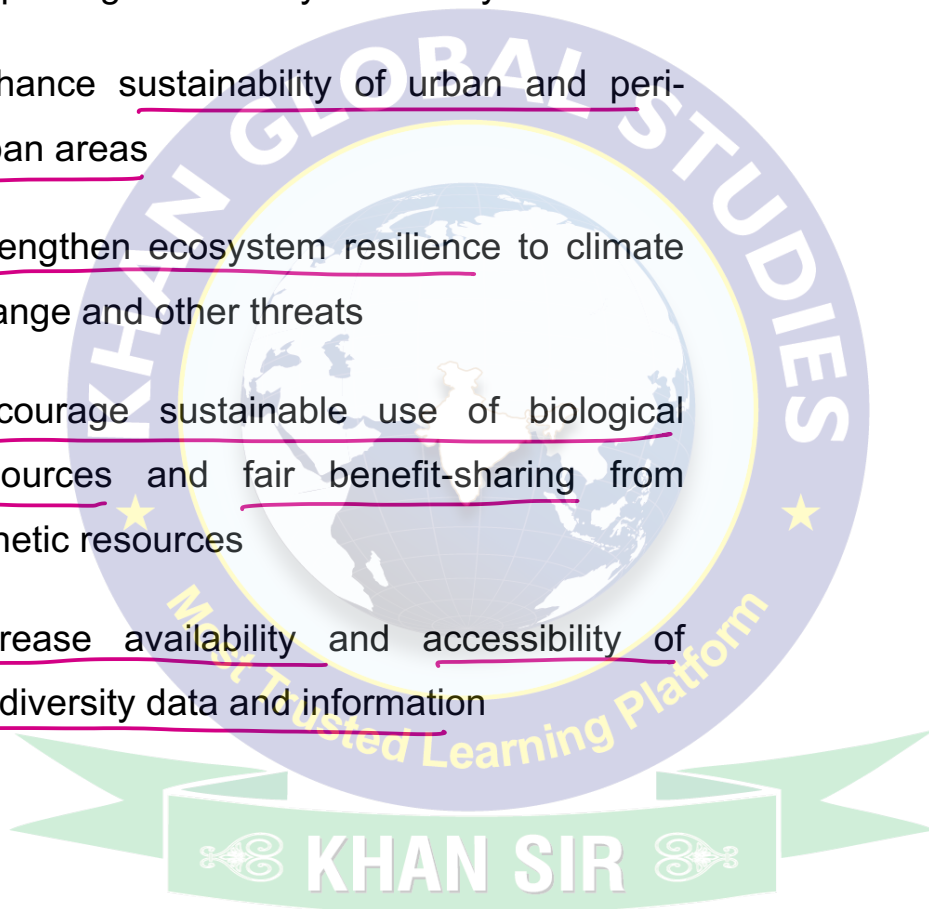 hance sustainability of urban and peri-
ban areas
engthen ecosystem resilience to climate
ange and other threats
courage sustainable use of biological
ources and fair benefit-sharing from
netic resources
rease availability and accessibility of
diversity data and information
KHAN GLOBAL STUDIES
Most Trusted Learning Platform
KHAN SIR